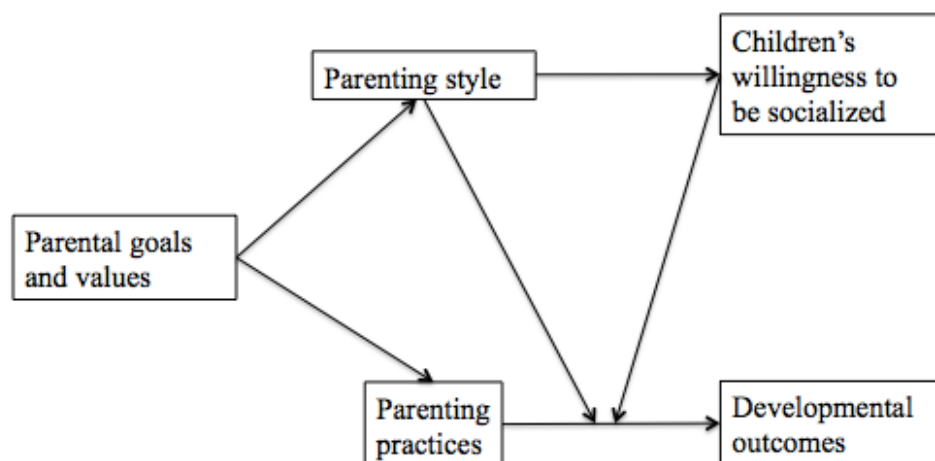 Parenting style
Children's
willingness to
be socialized
Parental goals
and values
Parenting
practices
Developmental
outcomes